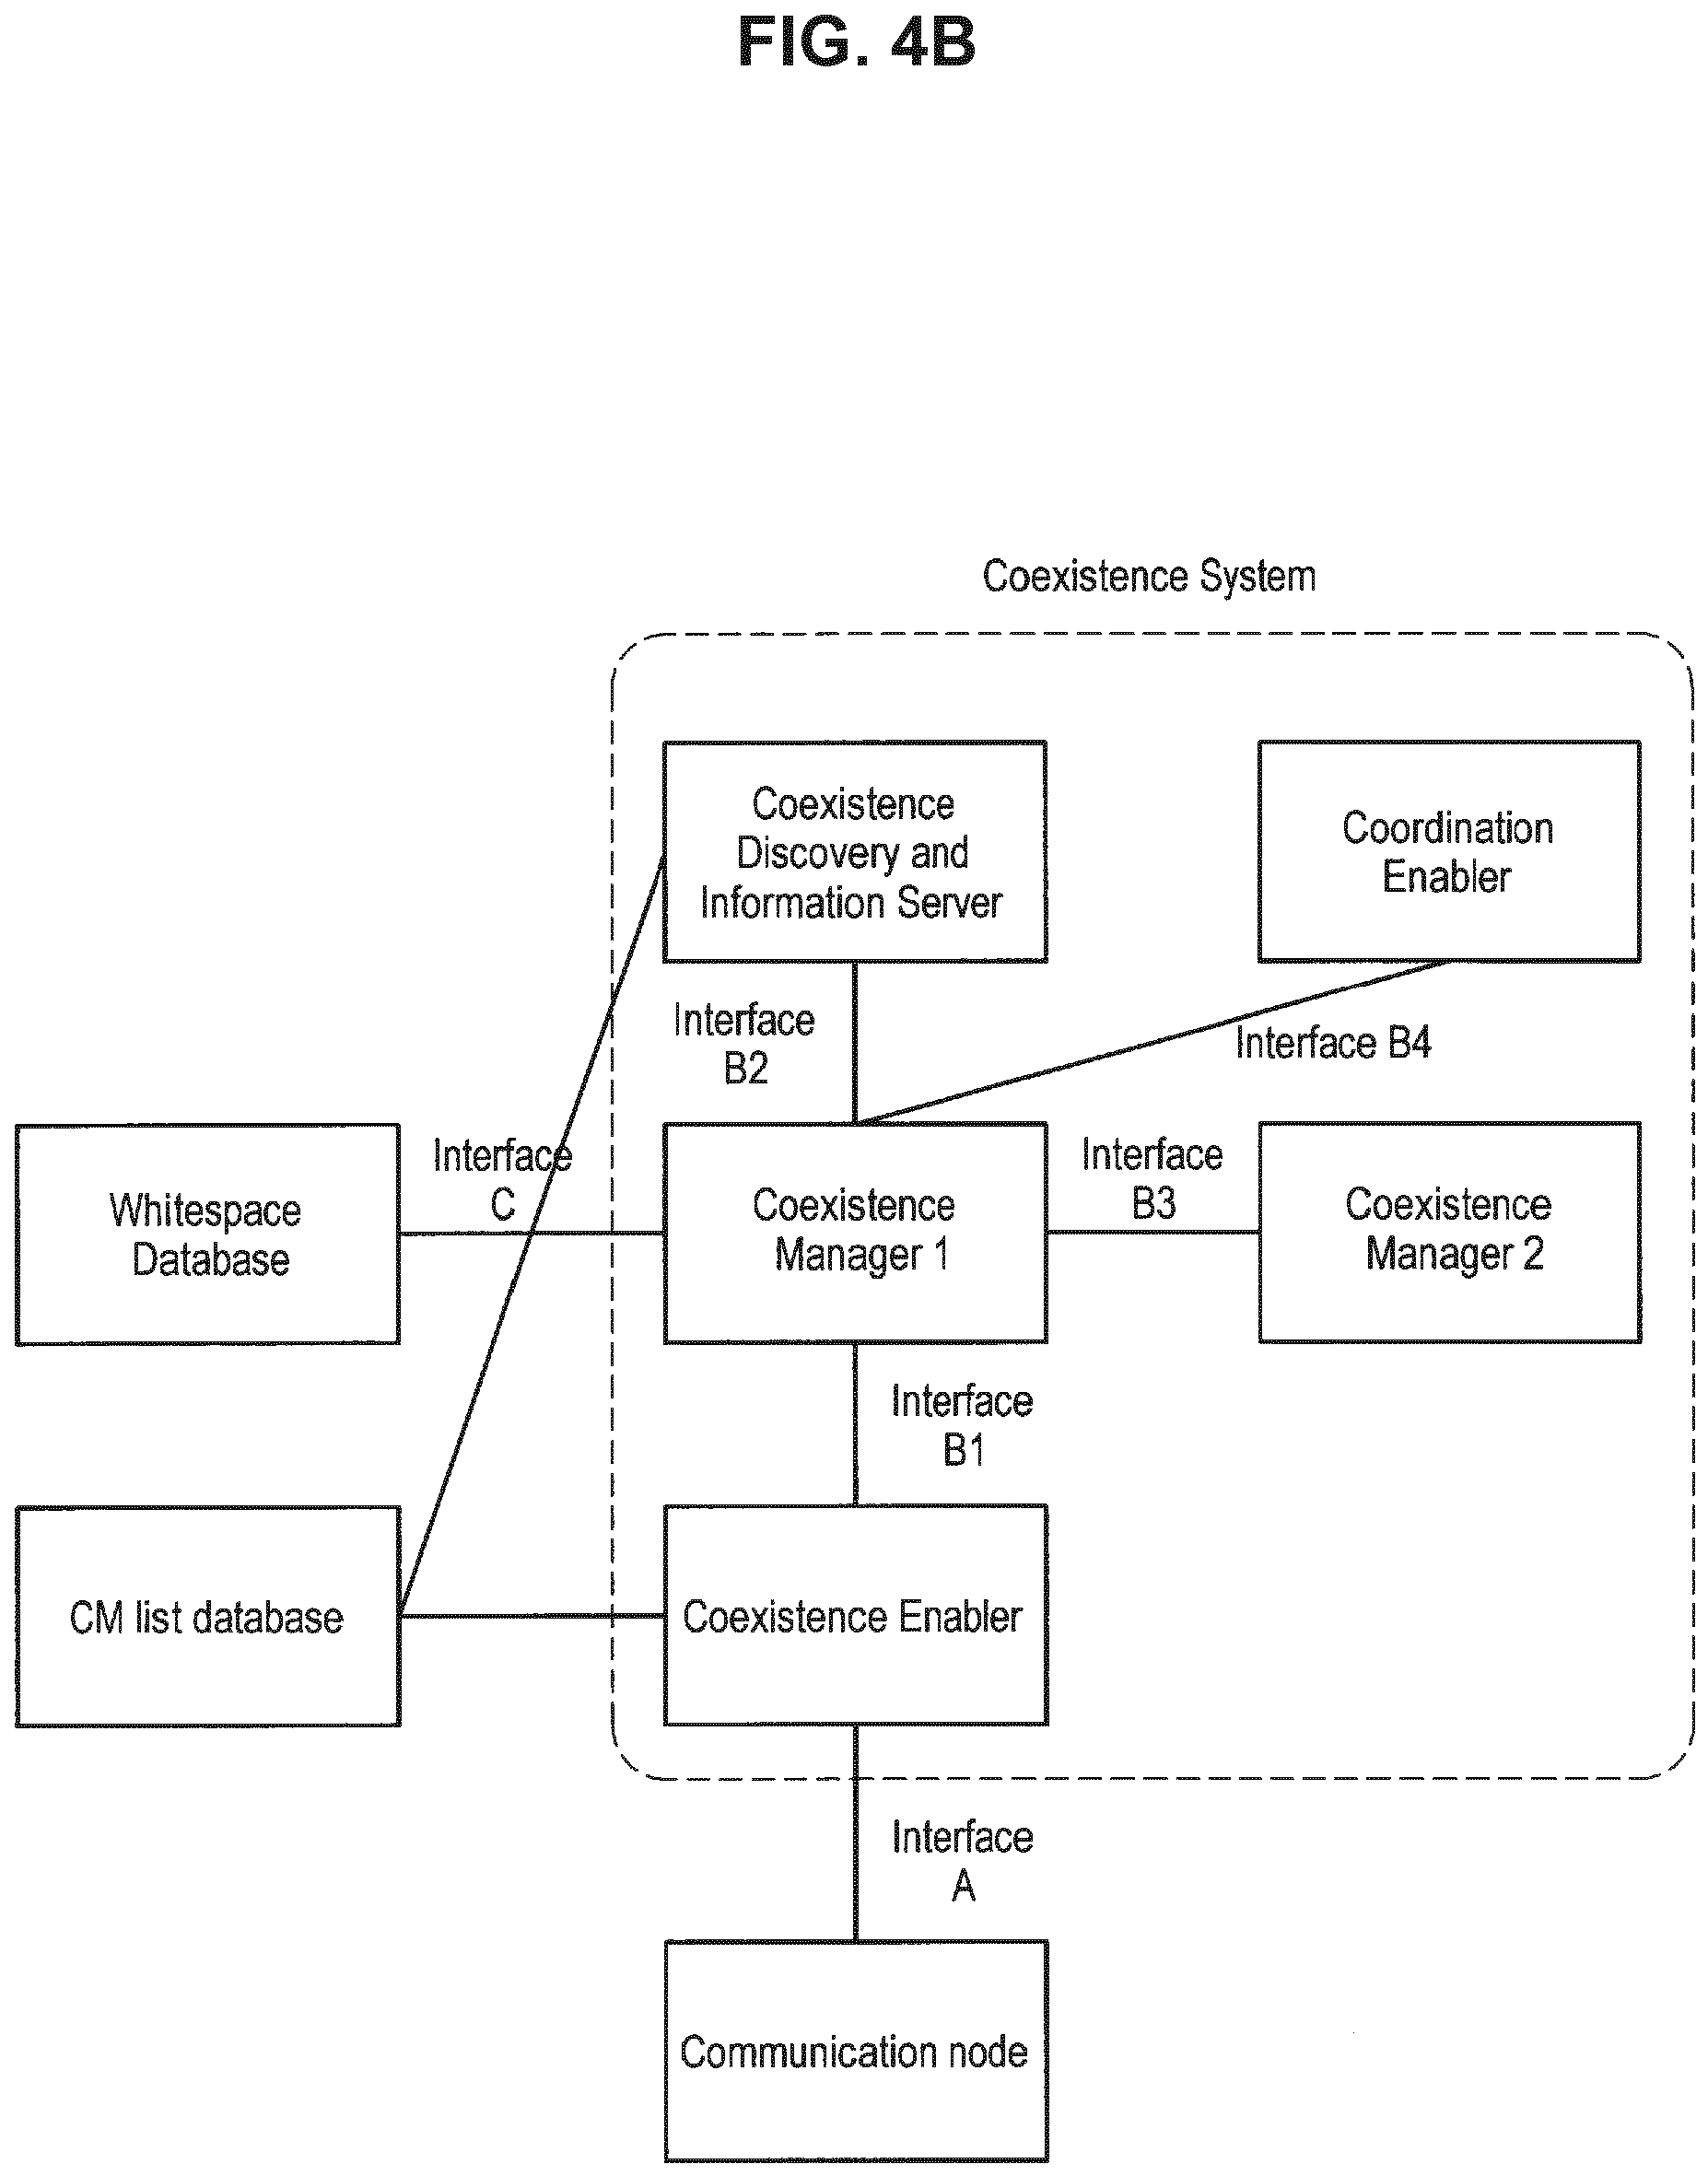 FIG. 4B
Coexistence System
Coexistence
Discovery and
Information Server
Coordination
Enabler
Interface
B2
Interface B4
Whitespace
Database
Interface
C
Coexistence
Manager 1
Interface
B3
Coexistence
Manager 2
Interface
B1
CM list database
Coexistence Enabler
Interface
A
Communication node